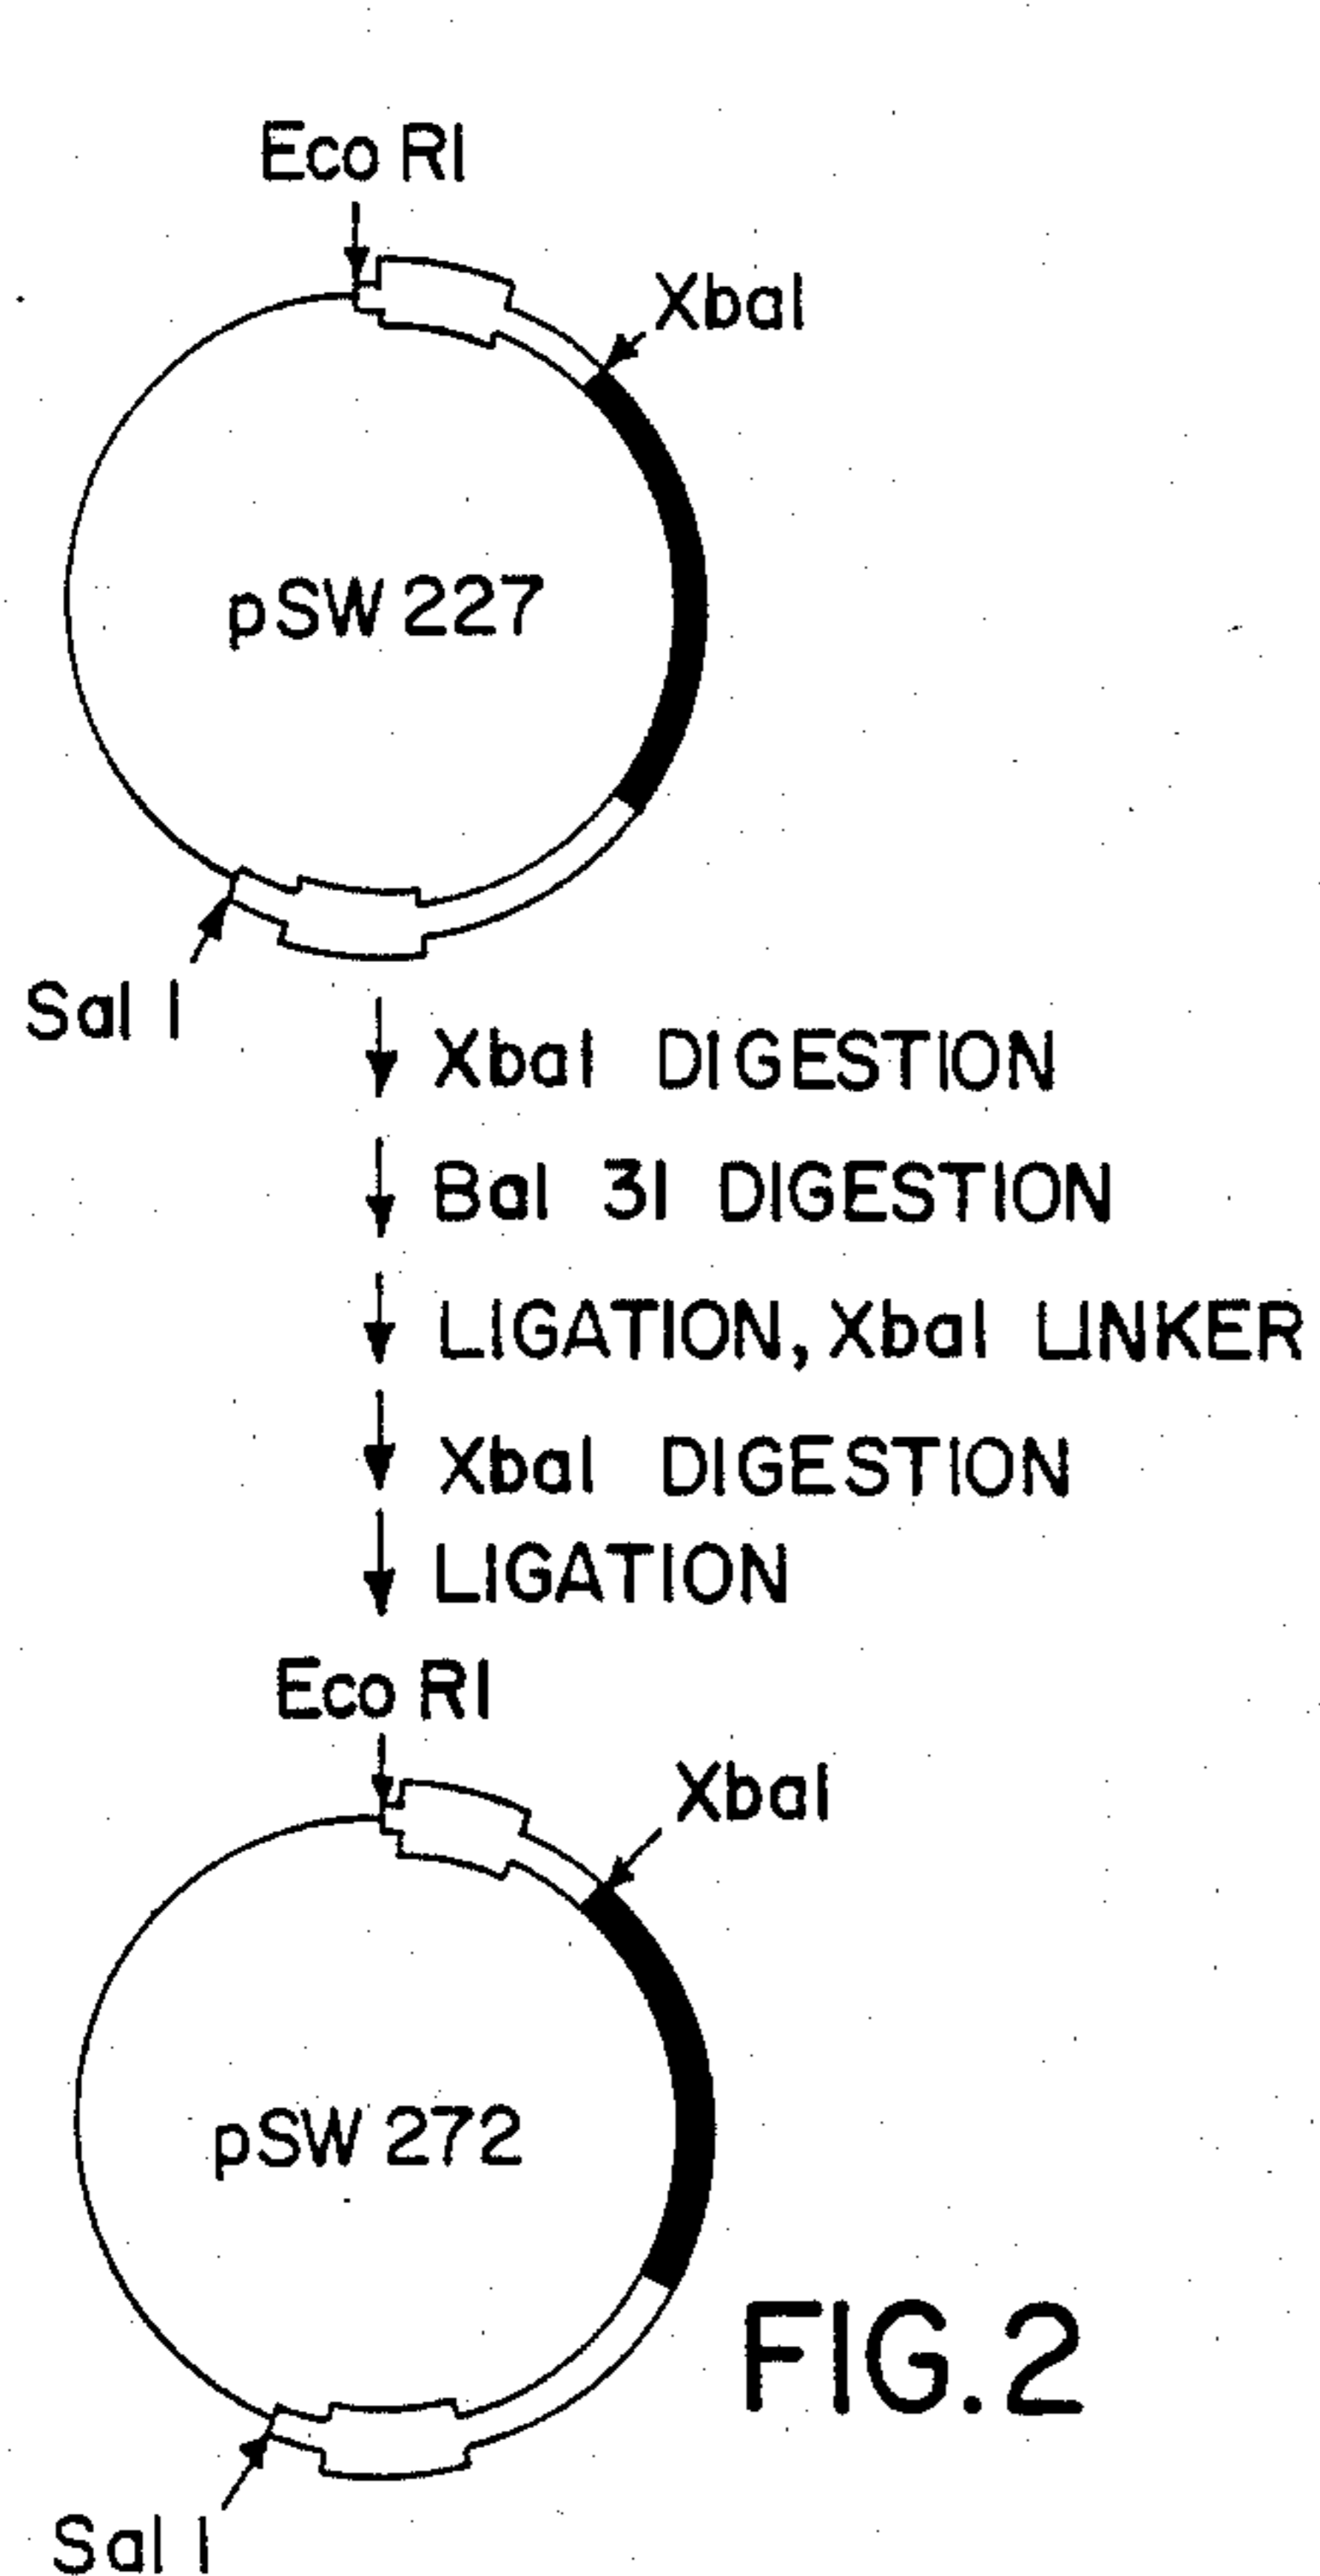 Eco RI
XbaI
pSW 227
Sal I
XbaI DIGESTION
Bal 31 DIGESTION
LIGATION, XbaI LINKER
XbaI DIGESTION
LIGATION
Eco RI
XbaI
pSW 272
FIG. 2
Sal I